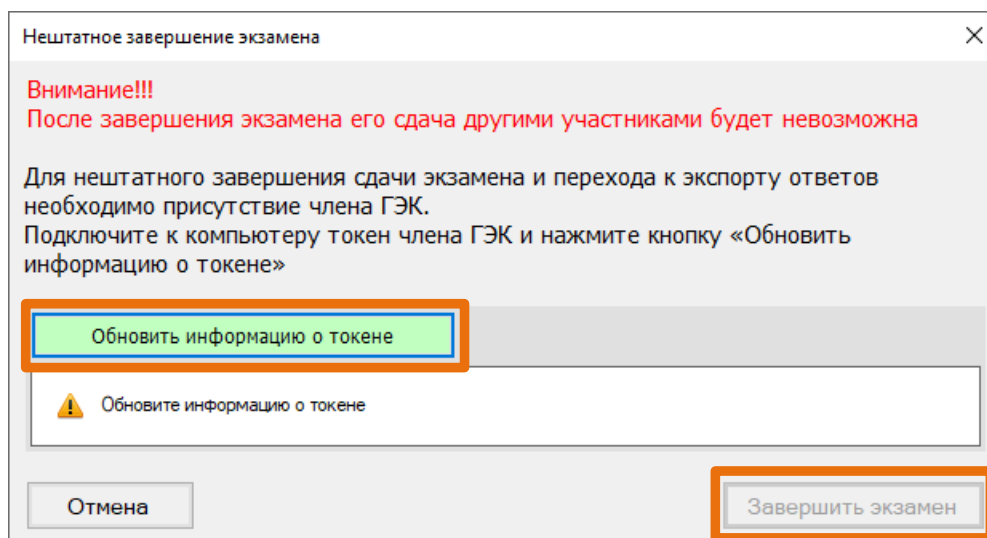 Нештатное завершение экзамена
Внимание!!!
После завершения экзамена его сдача другими участниками будет невозможна
Для нештатного завершения сдачи экзамена и перехода к экспорту ответов
необходимо присутствие члена ГЭК.
Подключите к компьютеру токен члена ГЭК и нажмите кнопку «Обновить
информацию о токене»
Обновить информацию о токене
Обновите информацию о токене
Отмена
Завершить экзамен